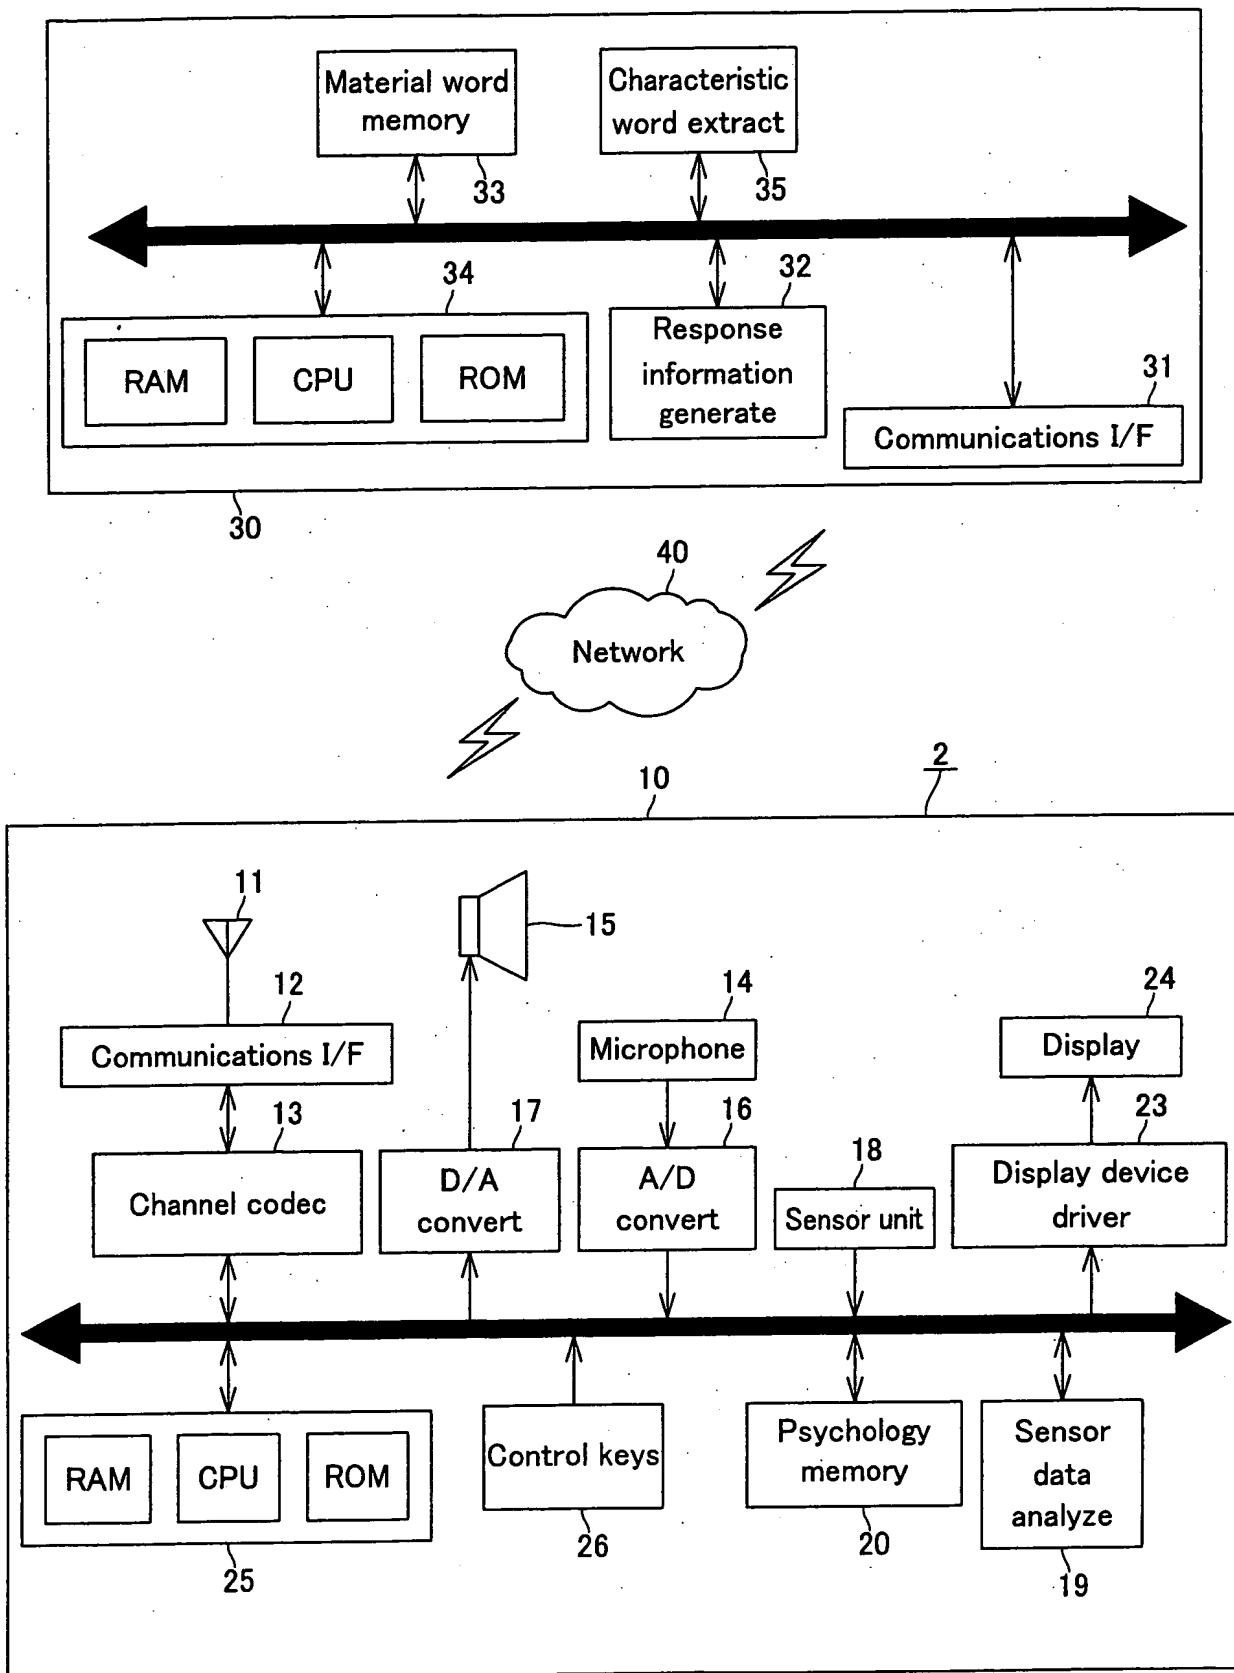 Material word
memory
33
Characteristic
word extract
35
34
RAM
CPU
ROM
32
Response
information
generate
31
Communications I/F
30
40
Network
10
2
11
12
Communications I/F
13
Channel codec
15
17
D/A
convert
14
Microphone
16
A/D
convert
18
Sensor unit
24
Display
23
Display device
driver
RAM
CPU
ROM
25
Control keys
26
Psychology
memory
20
Sensor
data
analyze
19